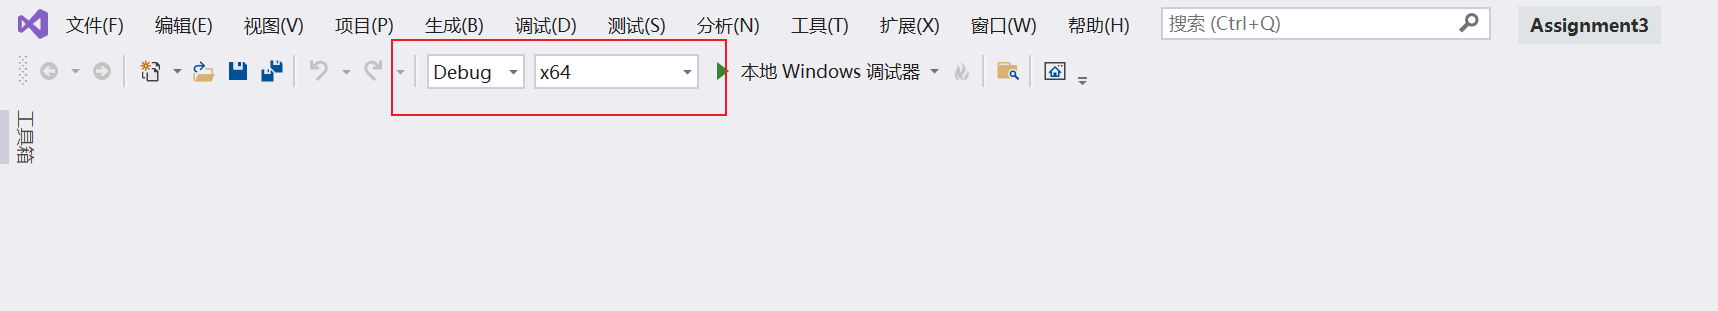 文件(F) 编辑(E) 视图(V) 项目(P) 生成(B) 调试(D) 测试(S) 分析(N) 工具(T) 扩展(X) 窗口(W) 帮助(H) 搜索 (Ctrl+Q) Assignment3
Debug x64 本地 Windows 调试器
工具箱